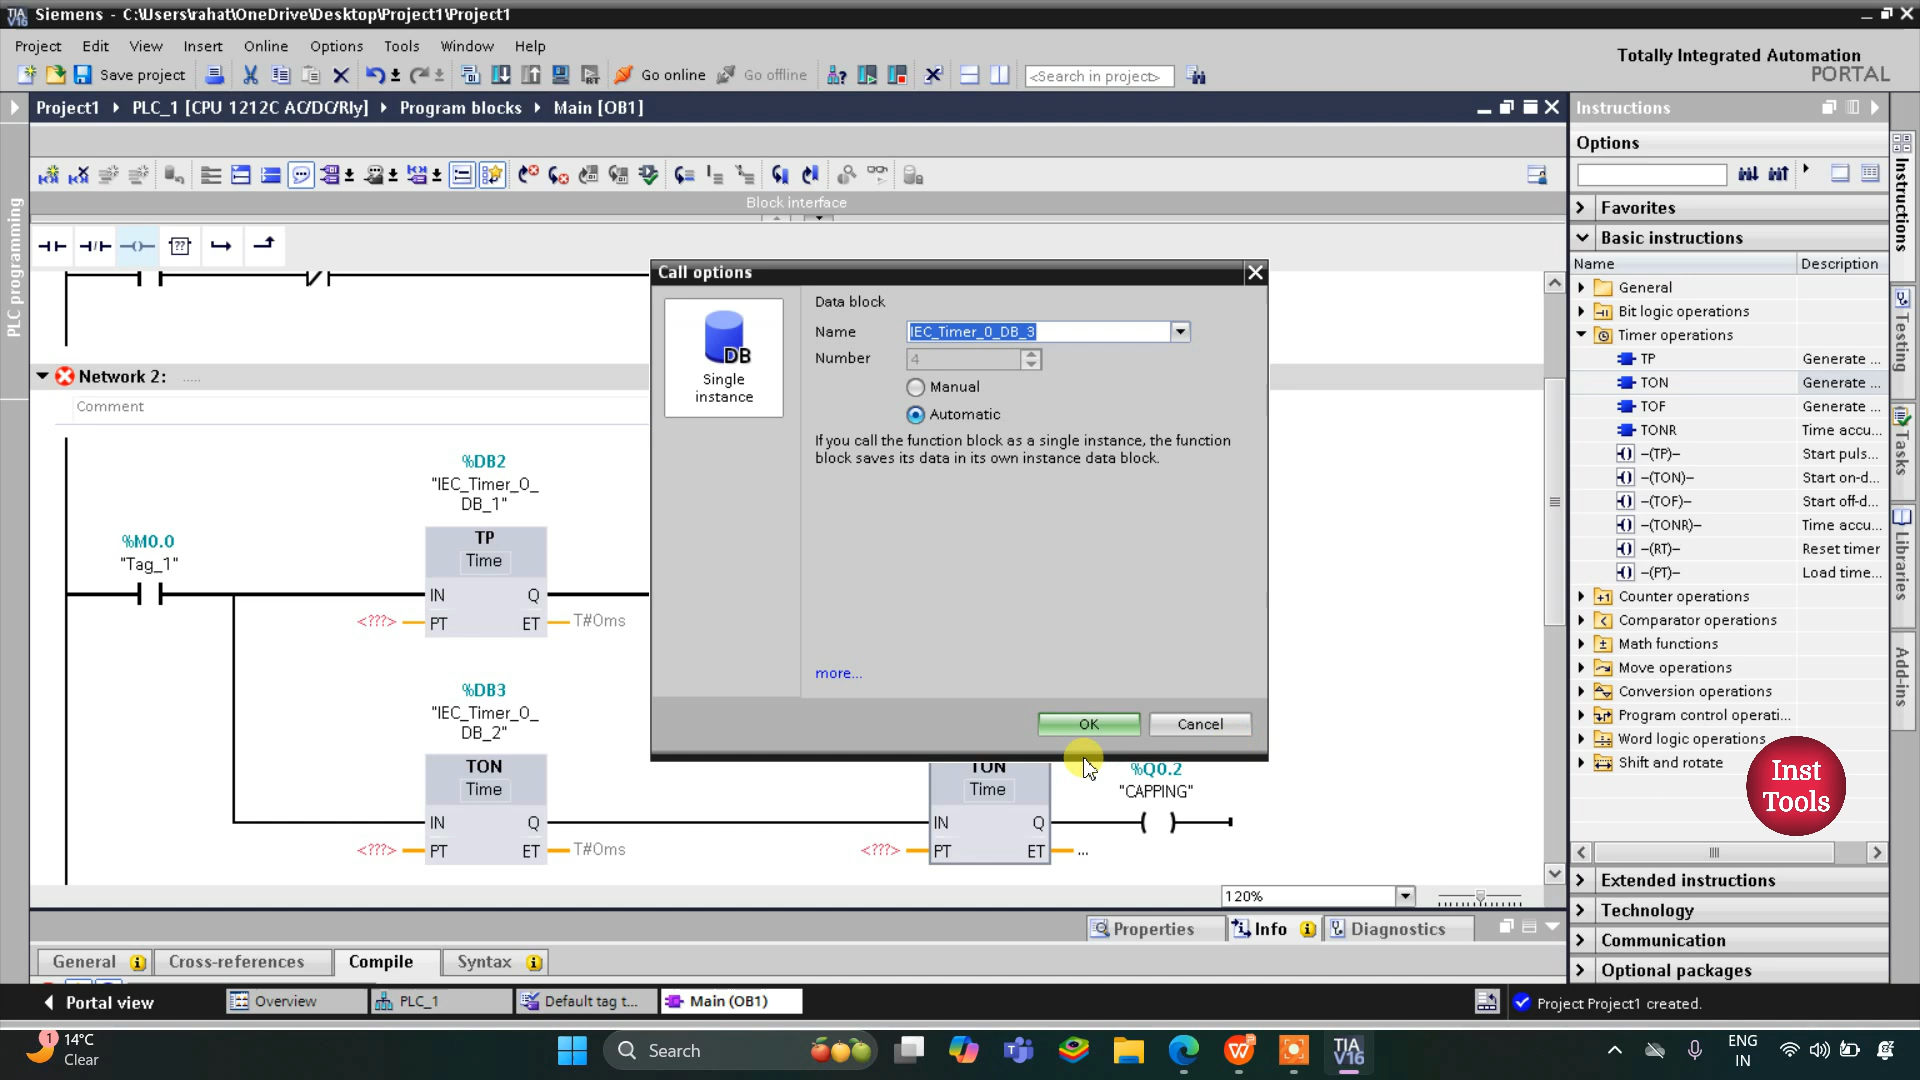 Siemens - C:\Users\rahat\OneDrive\Desktop\Project1\Project1
Project Edit View Insert Online Options Tools Window Help
Totally Integrated Automation
PORTAL
Save project
Go online
Go offline
<Search in project>
Project1 PLC_1 [CPU 1212C AC/DC/Rly] Program blocks Main [OB1]
Instructions
Options
Block interface
Favorites
Basic instructions
Name Description
General
Bit logic operations
Timer operations
TP Generate ...
TON Generate ...
TOF Generate ...
TONR Time accu...
-(TP)- Start puls...
-(TON)- Start on-d...
-(TOF)- Start off-d...
-(TONR)- Time accu...
-(RT)- Reset timer
-(PT)- Load time...
Counter operations
Comparator operations
Math functions
Move operations
Conversion operations
Program control operati...
Word logic operations
Shift and rotate
Extended instructions
Technology
Communication
Optional packages
Instructions
Testing
Tasks
Libraries
Add-ins
PLC programming
Network 2: .....
Comment
%DB2
"IEC_Timer_0_
DB_1"
TP
Time
%M0.0
"Tag_1"
IN Q
<???> PT ET T#0ms
%DB3
"IEC_Timer_0_
DB_2"
TON
Time
IN Q
<???> PT ET T#0ms
TON
Time
IN Q
<???> PT ET ...
%Q0.2
"CAPPING"
Call options
DB
Single
instance
Data block
Name IEC_Timer_0_DB_3
Number 4
Manual
Automatic
If you call the function block as a single instance, the function
block saves its data in its own instance data block.
more...
OK Cancel
Inst
Tools
120%
Properties Info Diagnostics
General Cross-references Compile Syntax
Portal view Overview PLC_1 Default tag t... Main (OB1)
Project Project1 created.
1
14°C
Clear
Search
TIA
V16
ENG
IN